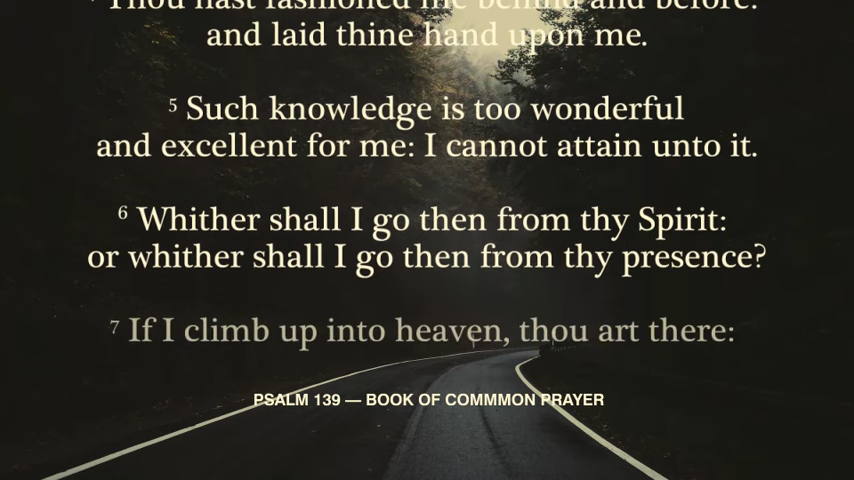 Thou hast fashioned me behind and before:
and laid thine hand upon me.
5 Such knowledge is too wonderful
and excellent for me: I cannot attain unto it.
6 Whither shall I go then from thy Spirit:
or whither shall I go then from thy presence?
7 If I climb up into heaven, thou art there:
PSALM 139 — BOOK OF COMMMON PRAYER